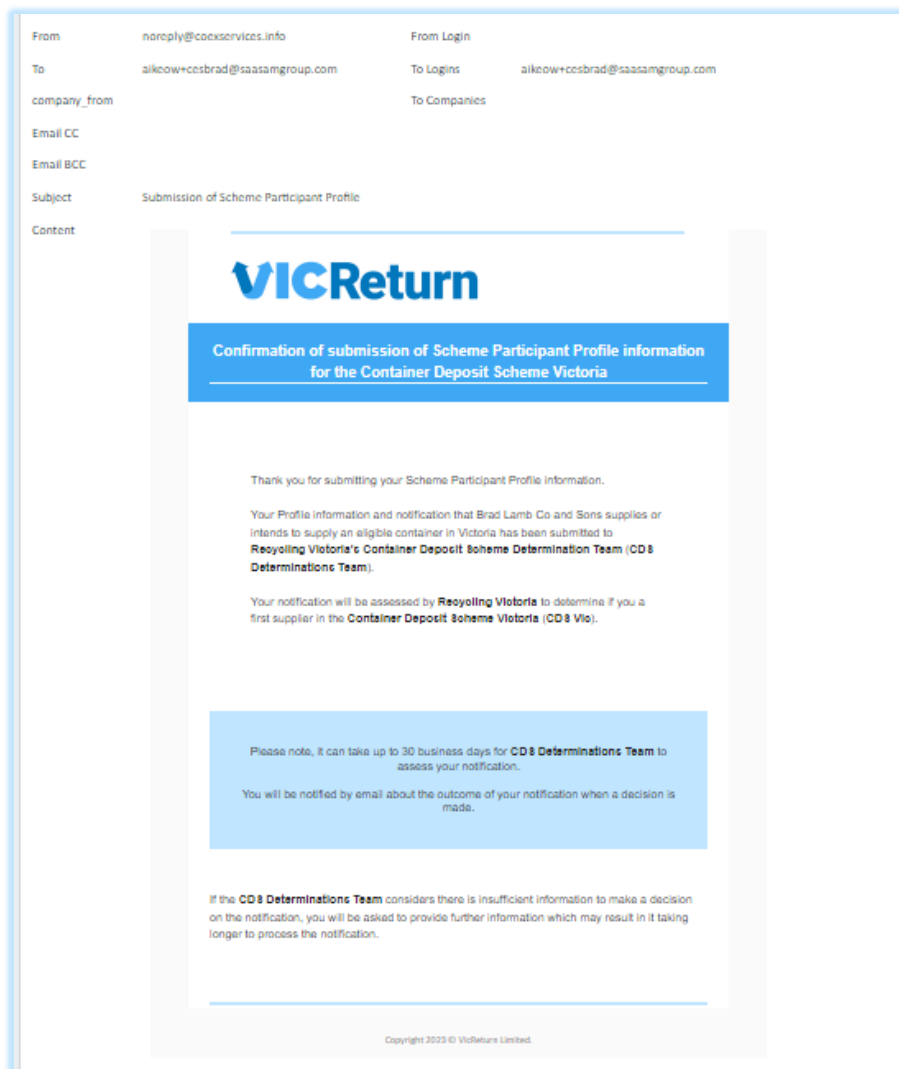 From noreply@coexservices.info From Login
To aikeow+cesbrad@saasamgroup.com To Logins aikeow+cesbrad@saasamgroup.com
company_from To Companies
Email CC
Email BCC
Subject Submission of Scheme Participant Profile
Content
VICReturn
Confirmation of submission of Scheme Participant Profile information
for the Container Deposit Scheme Victoria
Thank you for submitting your Scheme Participant Profile information.
Your Profile information and notification that Brad Lamb Co and Sons supplies or
intends to supply an eligible container in Victoria has been submitted to
Recycling Victoria's Container Deposit Scheme Determination Team (CDS
Determinations Team).
Your notification will be assessed by Recycling Victoria to determine if you a
first supplier in the Container Deposit Scheme Victoria (CDS Vic).
Please note, it can take up to 30 business days for CDS Determinations Team to
assess your notification.
You will be notified by email about the outcome of your notification when a decision is
made.
If the CDS Determinations Team considers there is insufficient information to make a decision
on the notification, you will be asked to provide further information which may result in it taking
longer to process the notification.
Copyright 2023 © VicReturn Limited.